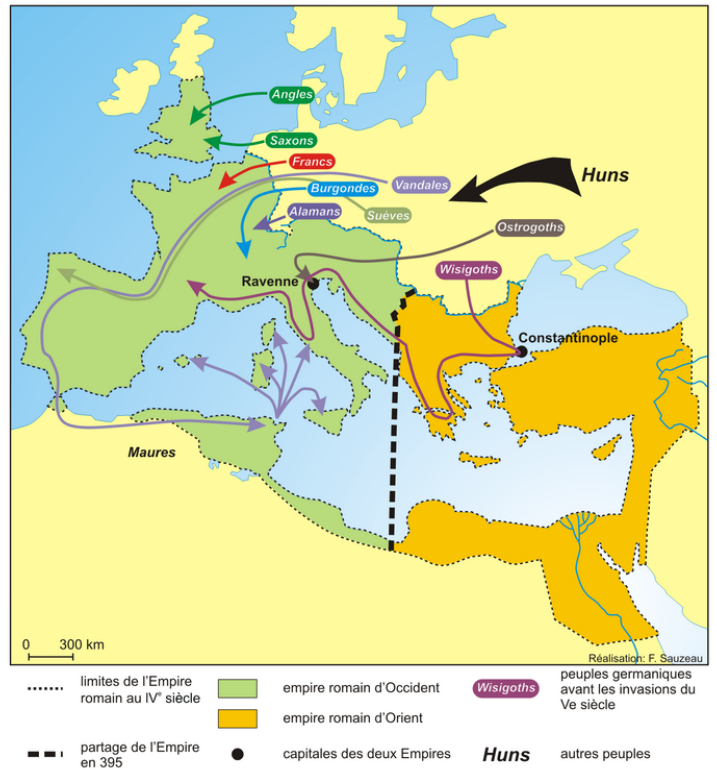 Angles
Saxons
Francs
Burgondes
Vandales
Huns
Alamans
Suèves
Ostrogoths
Wisigoths
Ravenne
Constantinople
Maures
0 300 km
Réalisation: F. Sauzeau
limites de l'Empire
romain au IVe siècle
empire romain d'Occident
Wisigoths
peuples germaniques
avant les invasions du
Ve siècle
empire romain d'Orient
partage de l'Empire
en 395
capitales des deux Empires
Huns
autres peuples